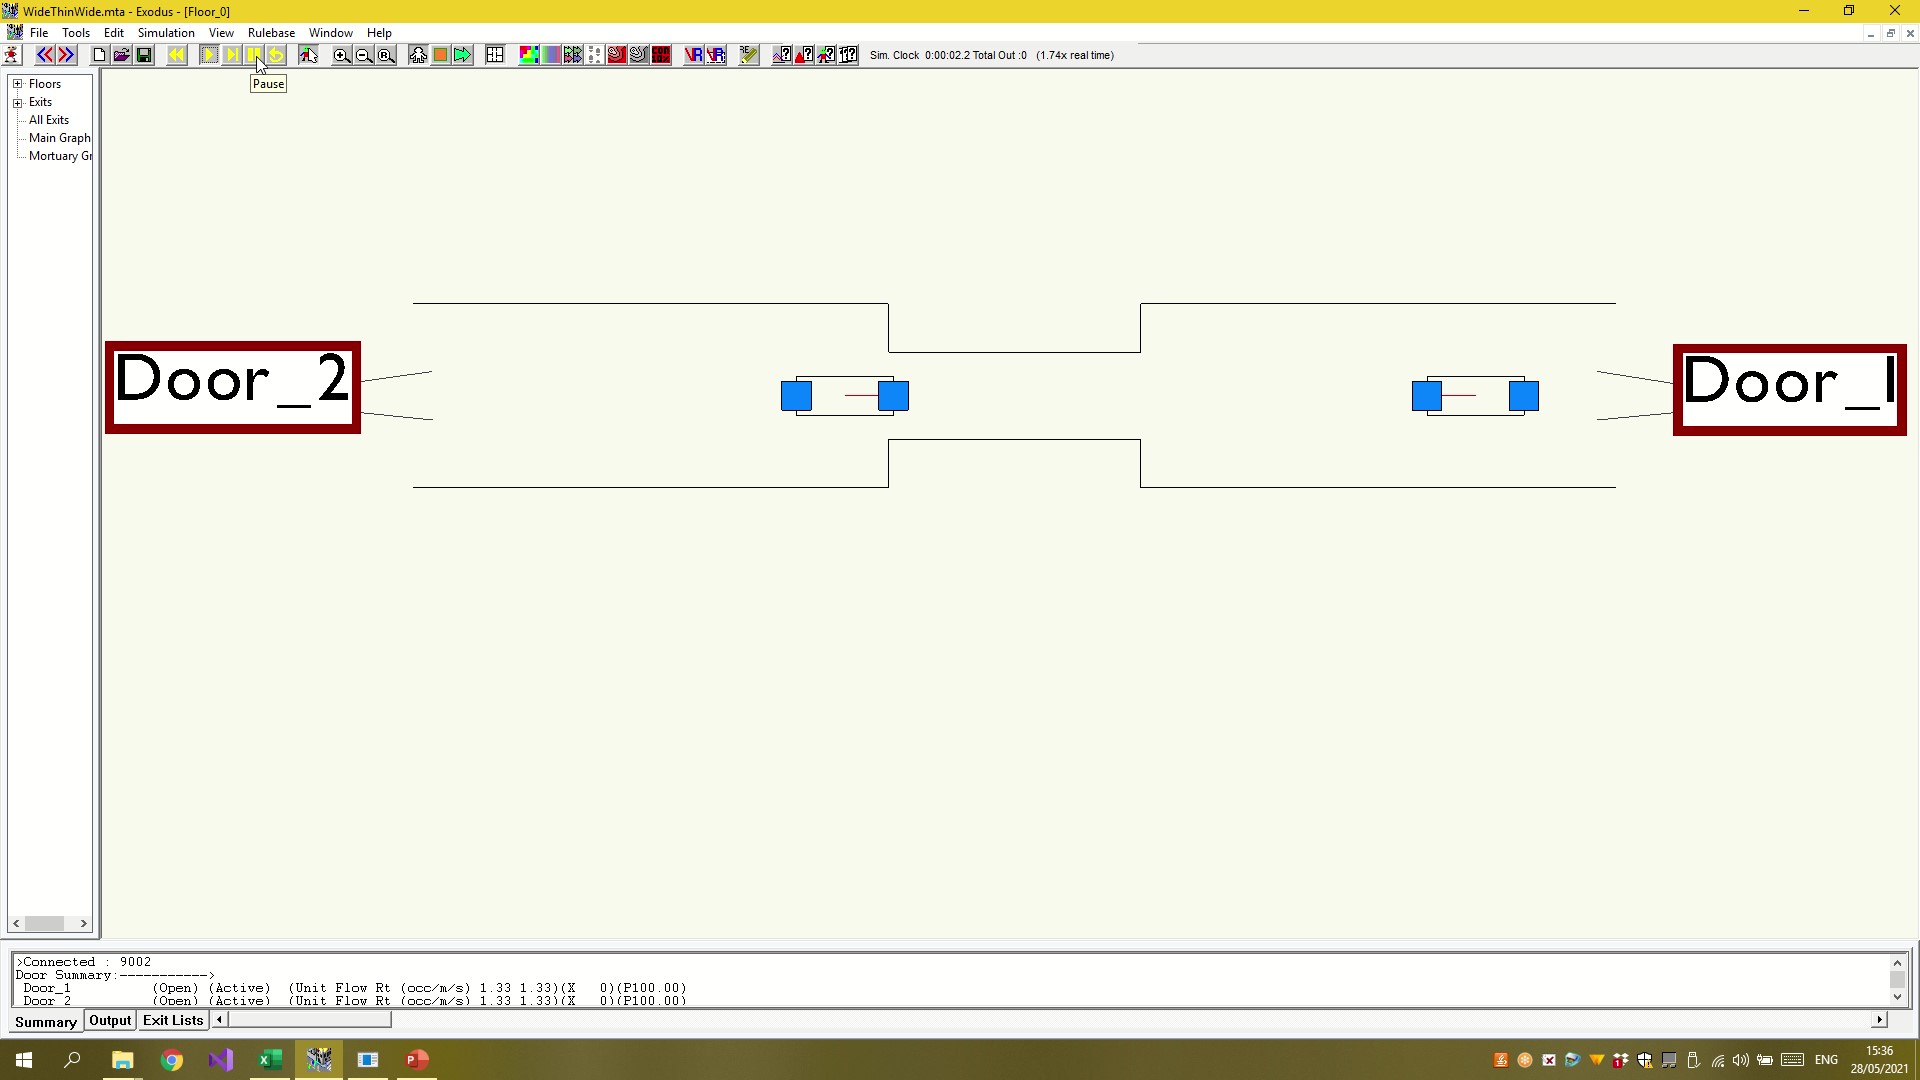 WideThinWide.mta - Exodus - [Floor_0]
File Tools Edit Simulation View Rulebase Window Help
Sim. Clock 0:00:02.2 Total Out :0 (1.74x real time)
Pause
Floors
Exits
All Exits
Main Graph
Mortuary Gr
Door_2
Door_1
>Connected : 9002
Door Summary:----------->
Door_1 (Open) (Active) (Unit Flow Rt (occ/m/s) 1.33 1.33)(X 0)(P100.00)
Door_2 (Open) (Active) (Unit Flow Rt (occ/m/s) 1.33 1.33)(X 0)(P100.00)
Summary Output Exit Lists
ENG
15:36
28/05/2021